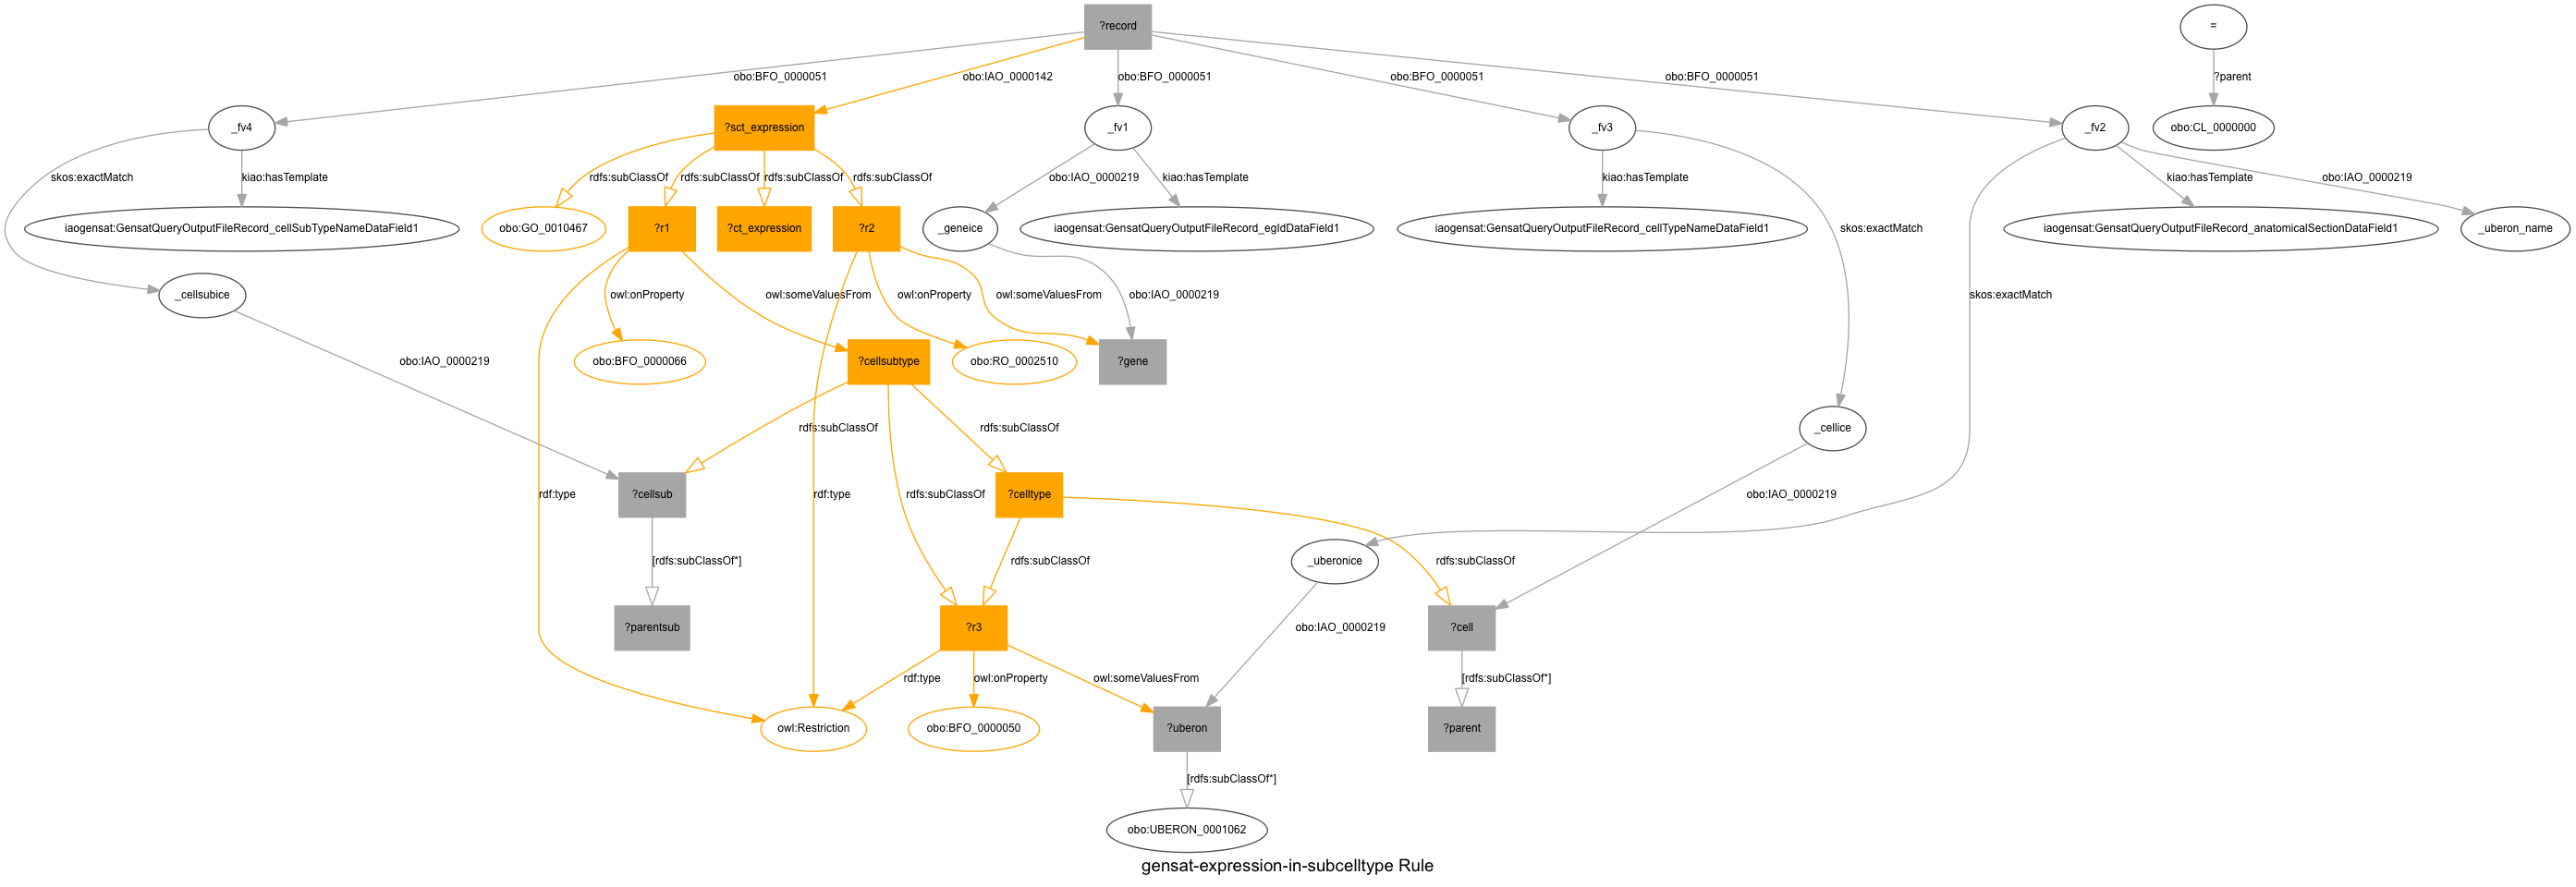 ?record
=
obo:BFO_0000051
obo:IAO_0000142
obo:BFO_0000051
obo:BFO_0000051
obo:BFO_0000051
?parent
_fv4
?sct_expression
_fv1
_fv3
_fv2
obo:CL_0000000
skos:exactMatch
kiao:hasTemplate
rdfs:subClassOf
rdfs:subClassOf
rdfs:subClassOf
rdfs:subClassOf
obo:IAO_0000219
kiao:hasTemplate
kiao:hasTemplate
kiao:hasTemplate
obo:IAO_0000219
iaogensat:GensatQueryOutputFileRecord_cellSubTypeNameDataField1
obo:GO_0010467
?r1
?ct_expression
?r2
_geneice
iaogensat:GensatQueryOutputFileRecord_egIdDataField1
iaogensat:GensatQueryOutputFileRecord_cellTypeNameDataField1
skos:exactMatch
iaogensat:GensatQueryOutputFileRecord_anatomicalSectionDataField1
_uberon_name
_cellsubice
owl:onProperty
owl:someValuesFrom
owl:onProperty
owl:someValuesFrom
obo:IAO_0000219
skos:exactMatch
obo:IAO_0000219
obo:BFO_0000066
?cellsubtype
obo:RO_0002510
?gene
rdfs:subClassOf
rdfs:subClassOf
_cellice
rdf:type
?cellsub
rdf:type
rdfs:subClassOf
?celltype
obo:IAO_0000219
[rdfs:subClassOf*]
rdfs:subClassOf
_uberonice
rdfs:subClassOf
?parentsub
?r3
obo:IAO_0000219
?cell
rdf:type
owl:onProperty
owl:someValuesFrom
[rdfs:subClassOf*]
owl:Restriction
obo:BFO_0000050
?uberon
?parent
[rdfs:subClassOf*]
obo:UBERON_0001062
gensat-expression-in-subcelltype Rule